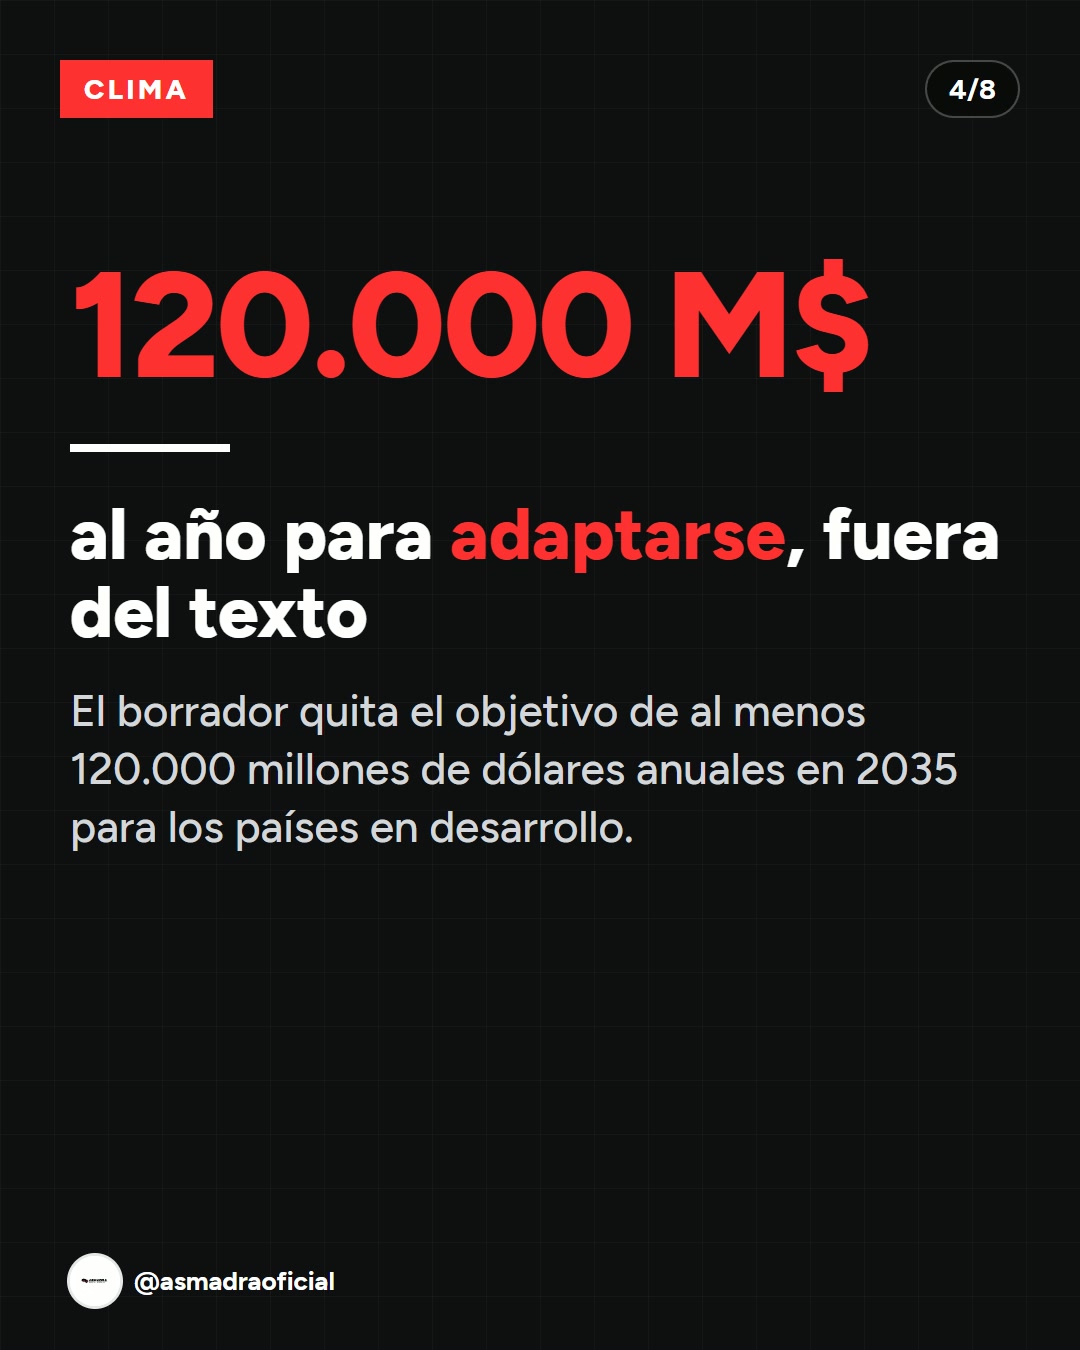 CLIMA
4/8
120.000 M$
al año para adaptarse, fuera
del texto
El borrador quita el objetivo de al menos
120.000 millones de dólares anuales en 2035
para los países en desarrollo.
@asmadraoficial